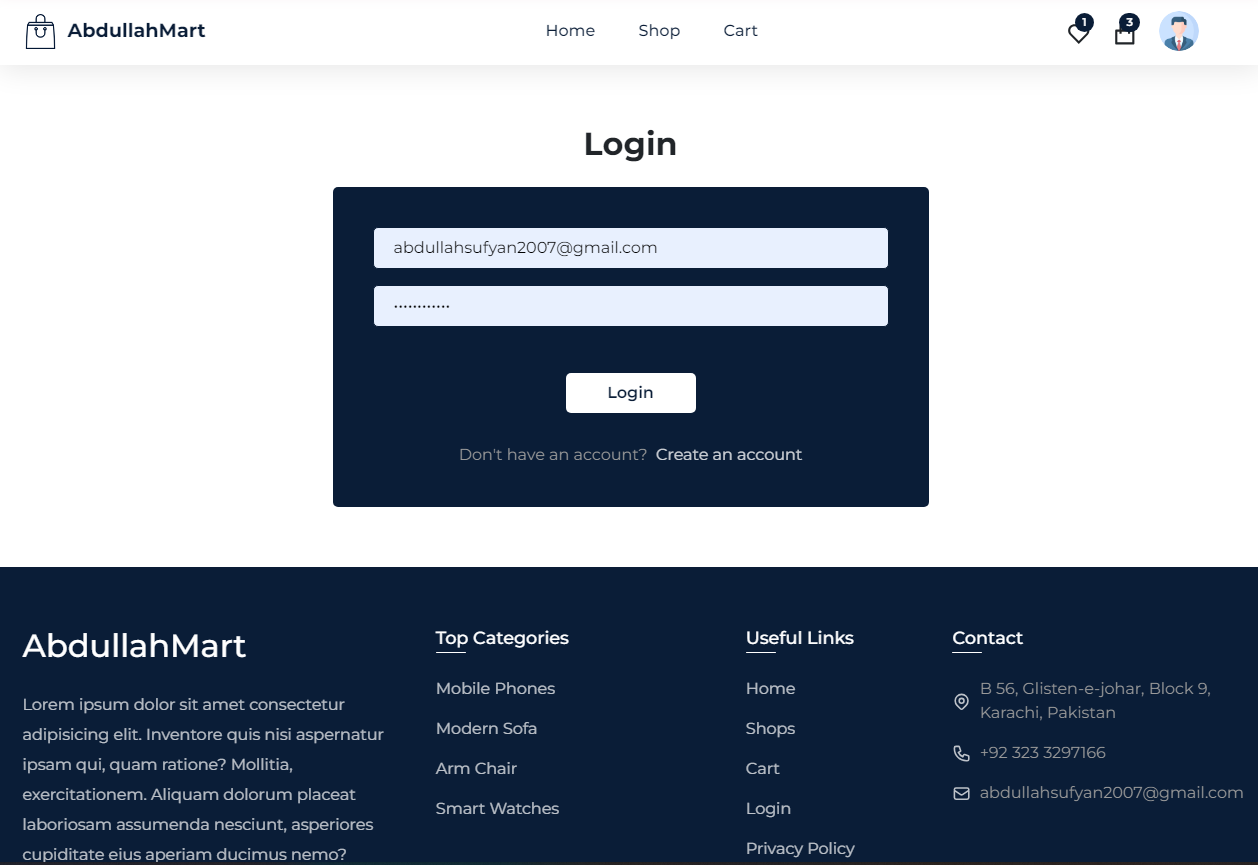 AbdullahMart
Home
Shop
Cart
1
3
Login
abdullahsufyan2007@gmail.com
............
Login
Don't have an account? Create an account
AbdullahMart
Lorem ipsum dolor sit amet consectetur
adipisicing elit. Inventore quis nisi aspernatur
ipsam qui, quam ratione? Mollitia,
exercitationem. Aliquam dolorum placeat
laboriosam assumenda nesciunt, asperiores
cupiditate eius aperiam ducimus nemo?
Top Categories
Mobile Phones
Modern Sofa
Arm Chair
Smart Watches
Useful Links
Home
Shops
Cart
Login
Privacy Policy
Contact
B 56, Glisten-e-johar, Block 9,
Karachi, Pakistan
+92 323 3297166
abdullahsufyan2007@gmail.com